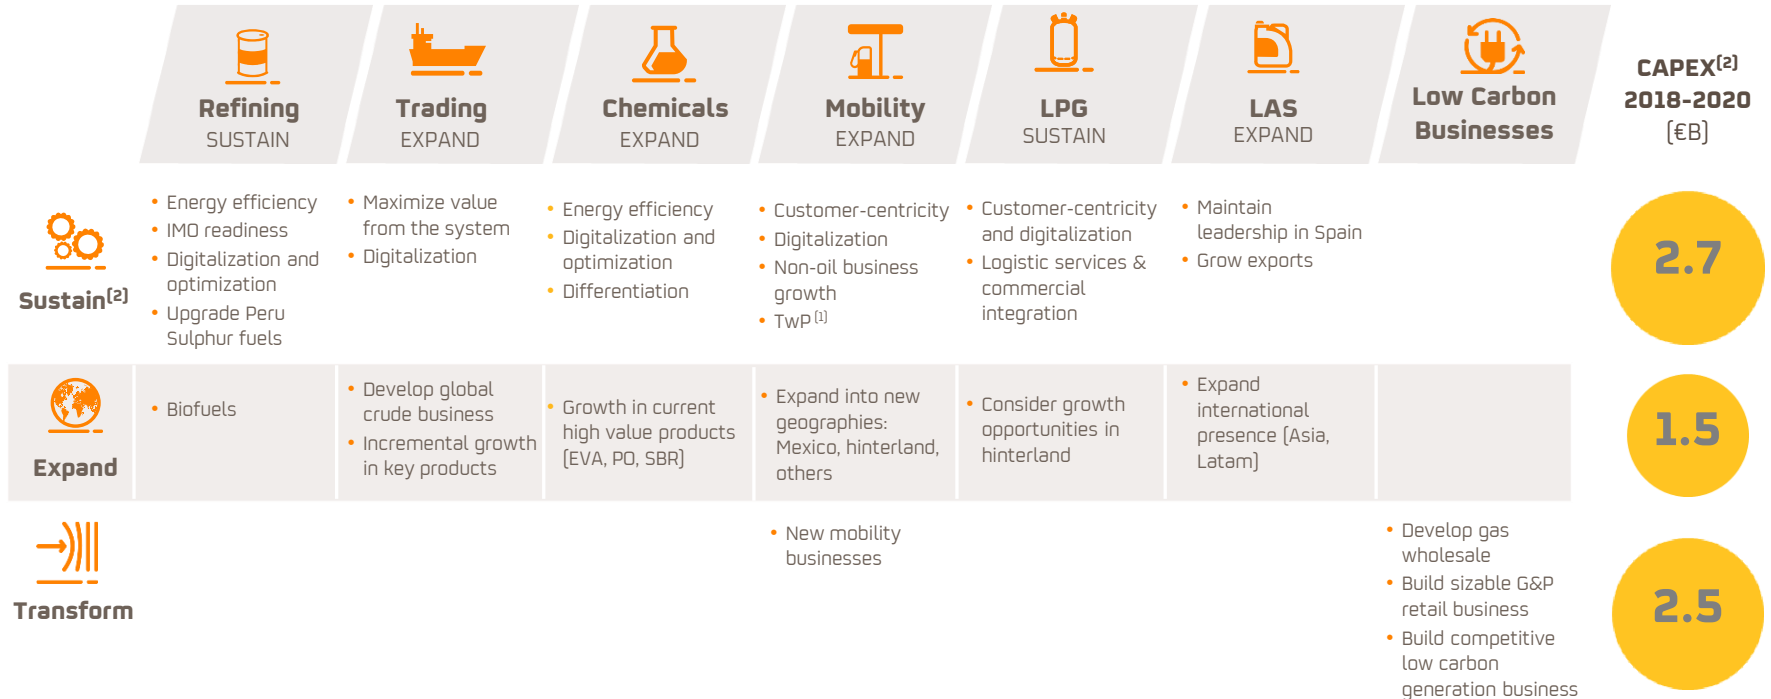 Refining
SUSTAIN
Trading
EXPAND
Chemicals
EXPAND
Mobility
EXPAND
LPG
SUSTAIN
LAS
EXPAND
Low Carbon
Businesses
CAPEX(2)
2018-2020
(€B)
Sustain(2)
• Energy efficiency
• IMO readiness
• Digitalization and
optimization
• Upgrade Peru
Sulphur fuels
• Maximize value
from the system
• Digitalization
• Energy efficiency
• Digitalization and
optimization
• Differentiation
• Customer-centricity
• Digitalization
• Non-oil business
growth
• TwP (1)
• Customer-centricity
and digitalization
• Logistic services &
commercial
integration
• Maintain
leadership in Spain
• Grow exports
2.7
Expand
• Biofuels
• Develop global
crude business
• Incremental growth
in key products
• Growth in current
high value products
(EVA, PO, SBR)
• Expand into new
geographies:
Mexico, hinterland,
others
• Consider growth
opportunities in
hinterland
• Expand
international
presence (Asia,
Latam)
1.5
Transform
• New mobility
businesses
• Develop gas
wholesale
• Build sizable G&P
retail business
• Build competitive
low carbon
generation business
2.5